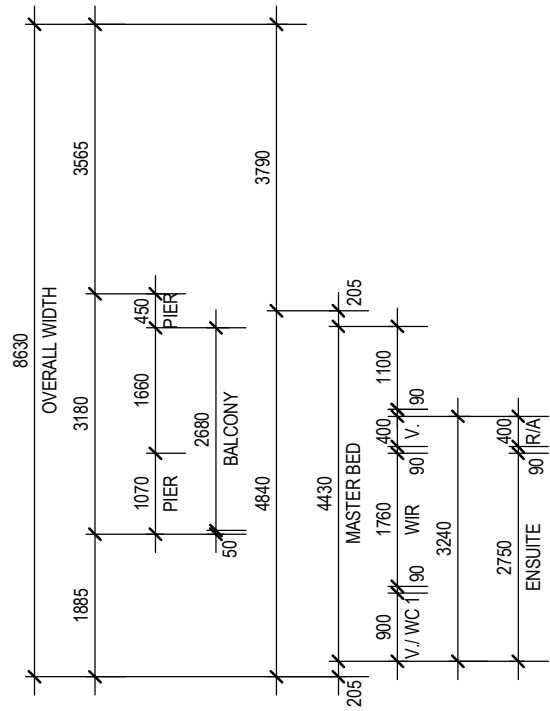 8630
OVERALL WIDTH
1885
3180
3565
1070
1660
450
PIER
PIER
50
2680
BALCONY
4840
3790
205
4430
205
MASTER BED
900
90
1760
90
400
90
1100
V./ WC 1
WIR
V.
3240
2750
90
400
ENSUITE
R/A